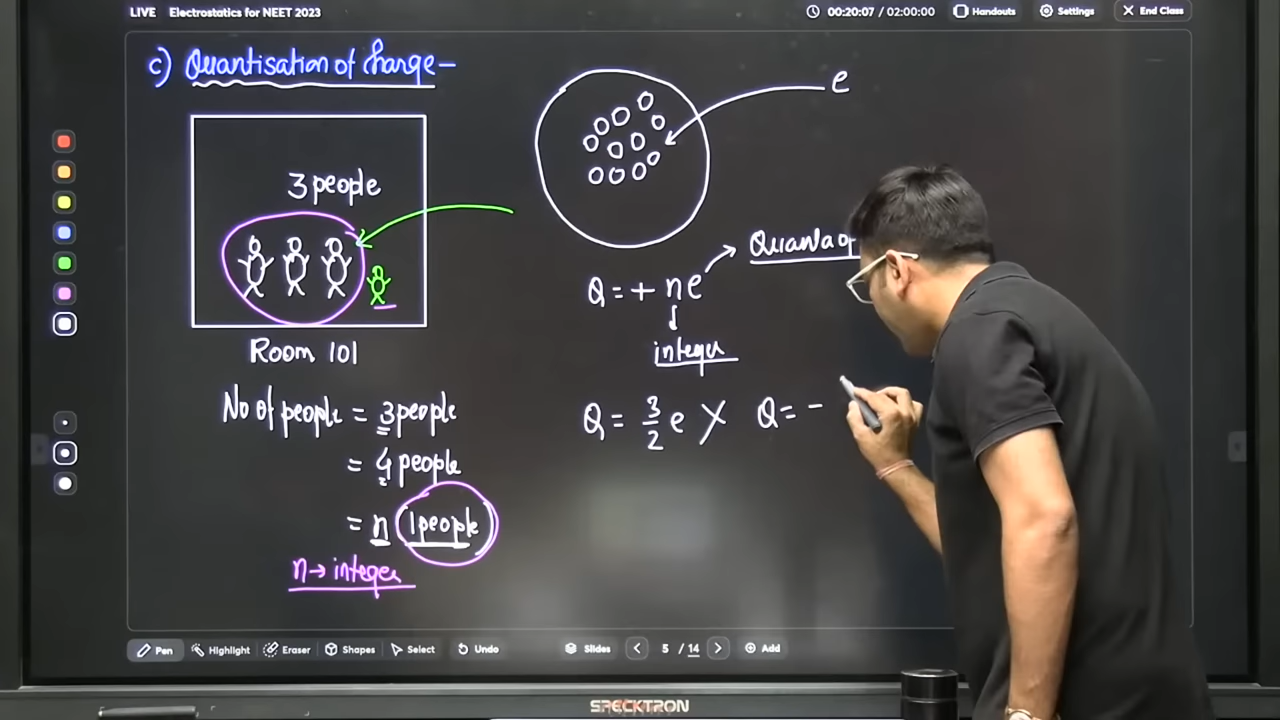 LIVE Electrostatics for NEET 2023
00:20:07 / 02:00:00 Handouts Settings End Class
c) Quantisation of Charge -
3 people
Room 101
No of people = 3 people
= 4 people
= n (1 people)
n → integer
e
Quanta of
Q = + ne
integer
Q = 3/2 e X Q = -
Pen Highlight Eraser Shapes Select Undo Slides 5 / 14 Add
SPECKTRON